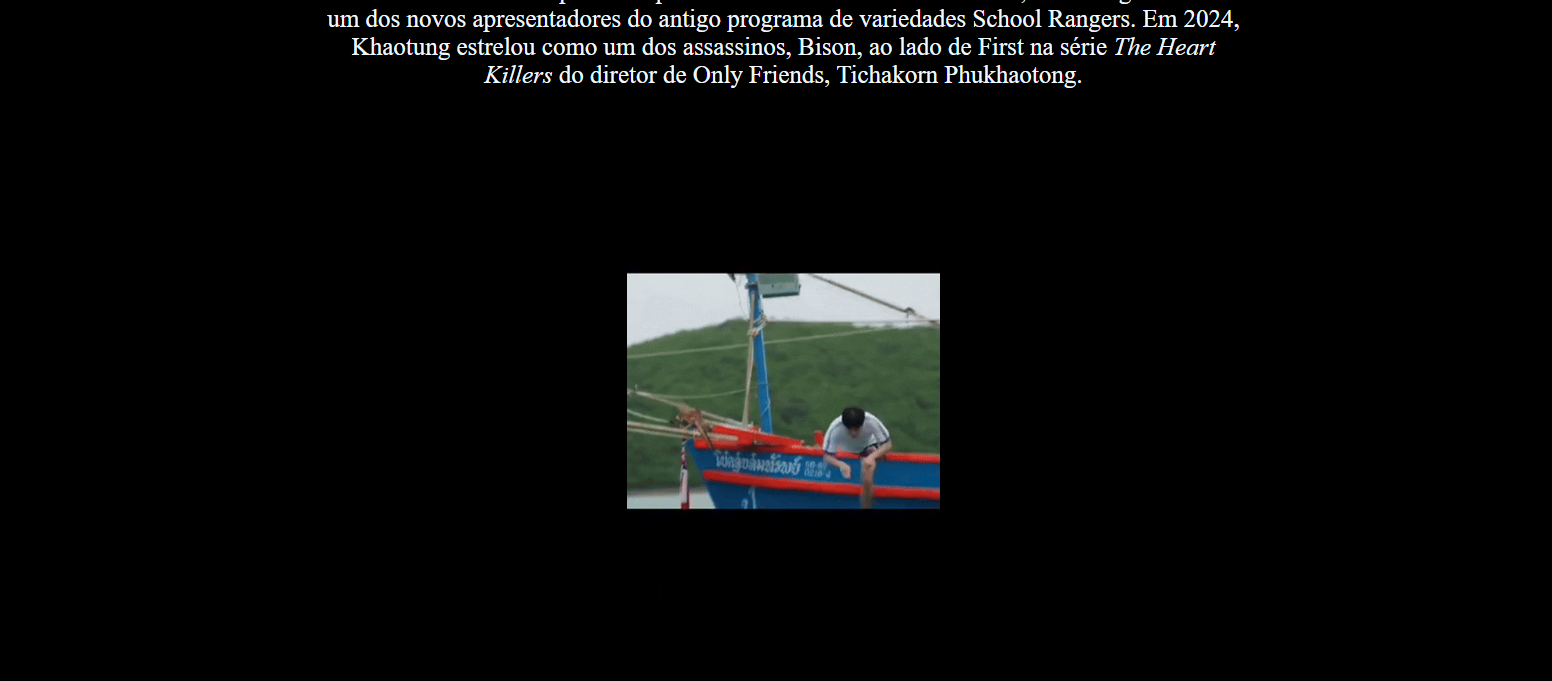 um dos novos apresentadores do antigo programa de variedades School Rangers. Em 2024,
Khaotung estrelou como um dos assassinos, Bison, ao lado de First na série The Heart
Killers do diretor de Only Friends, Tichakorn Phukhaotong.